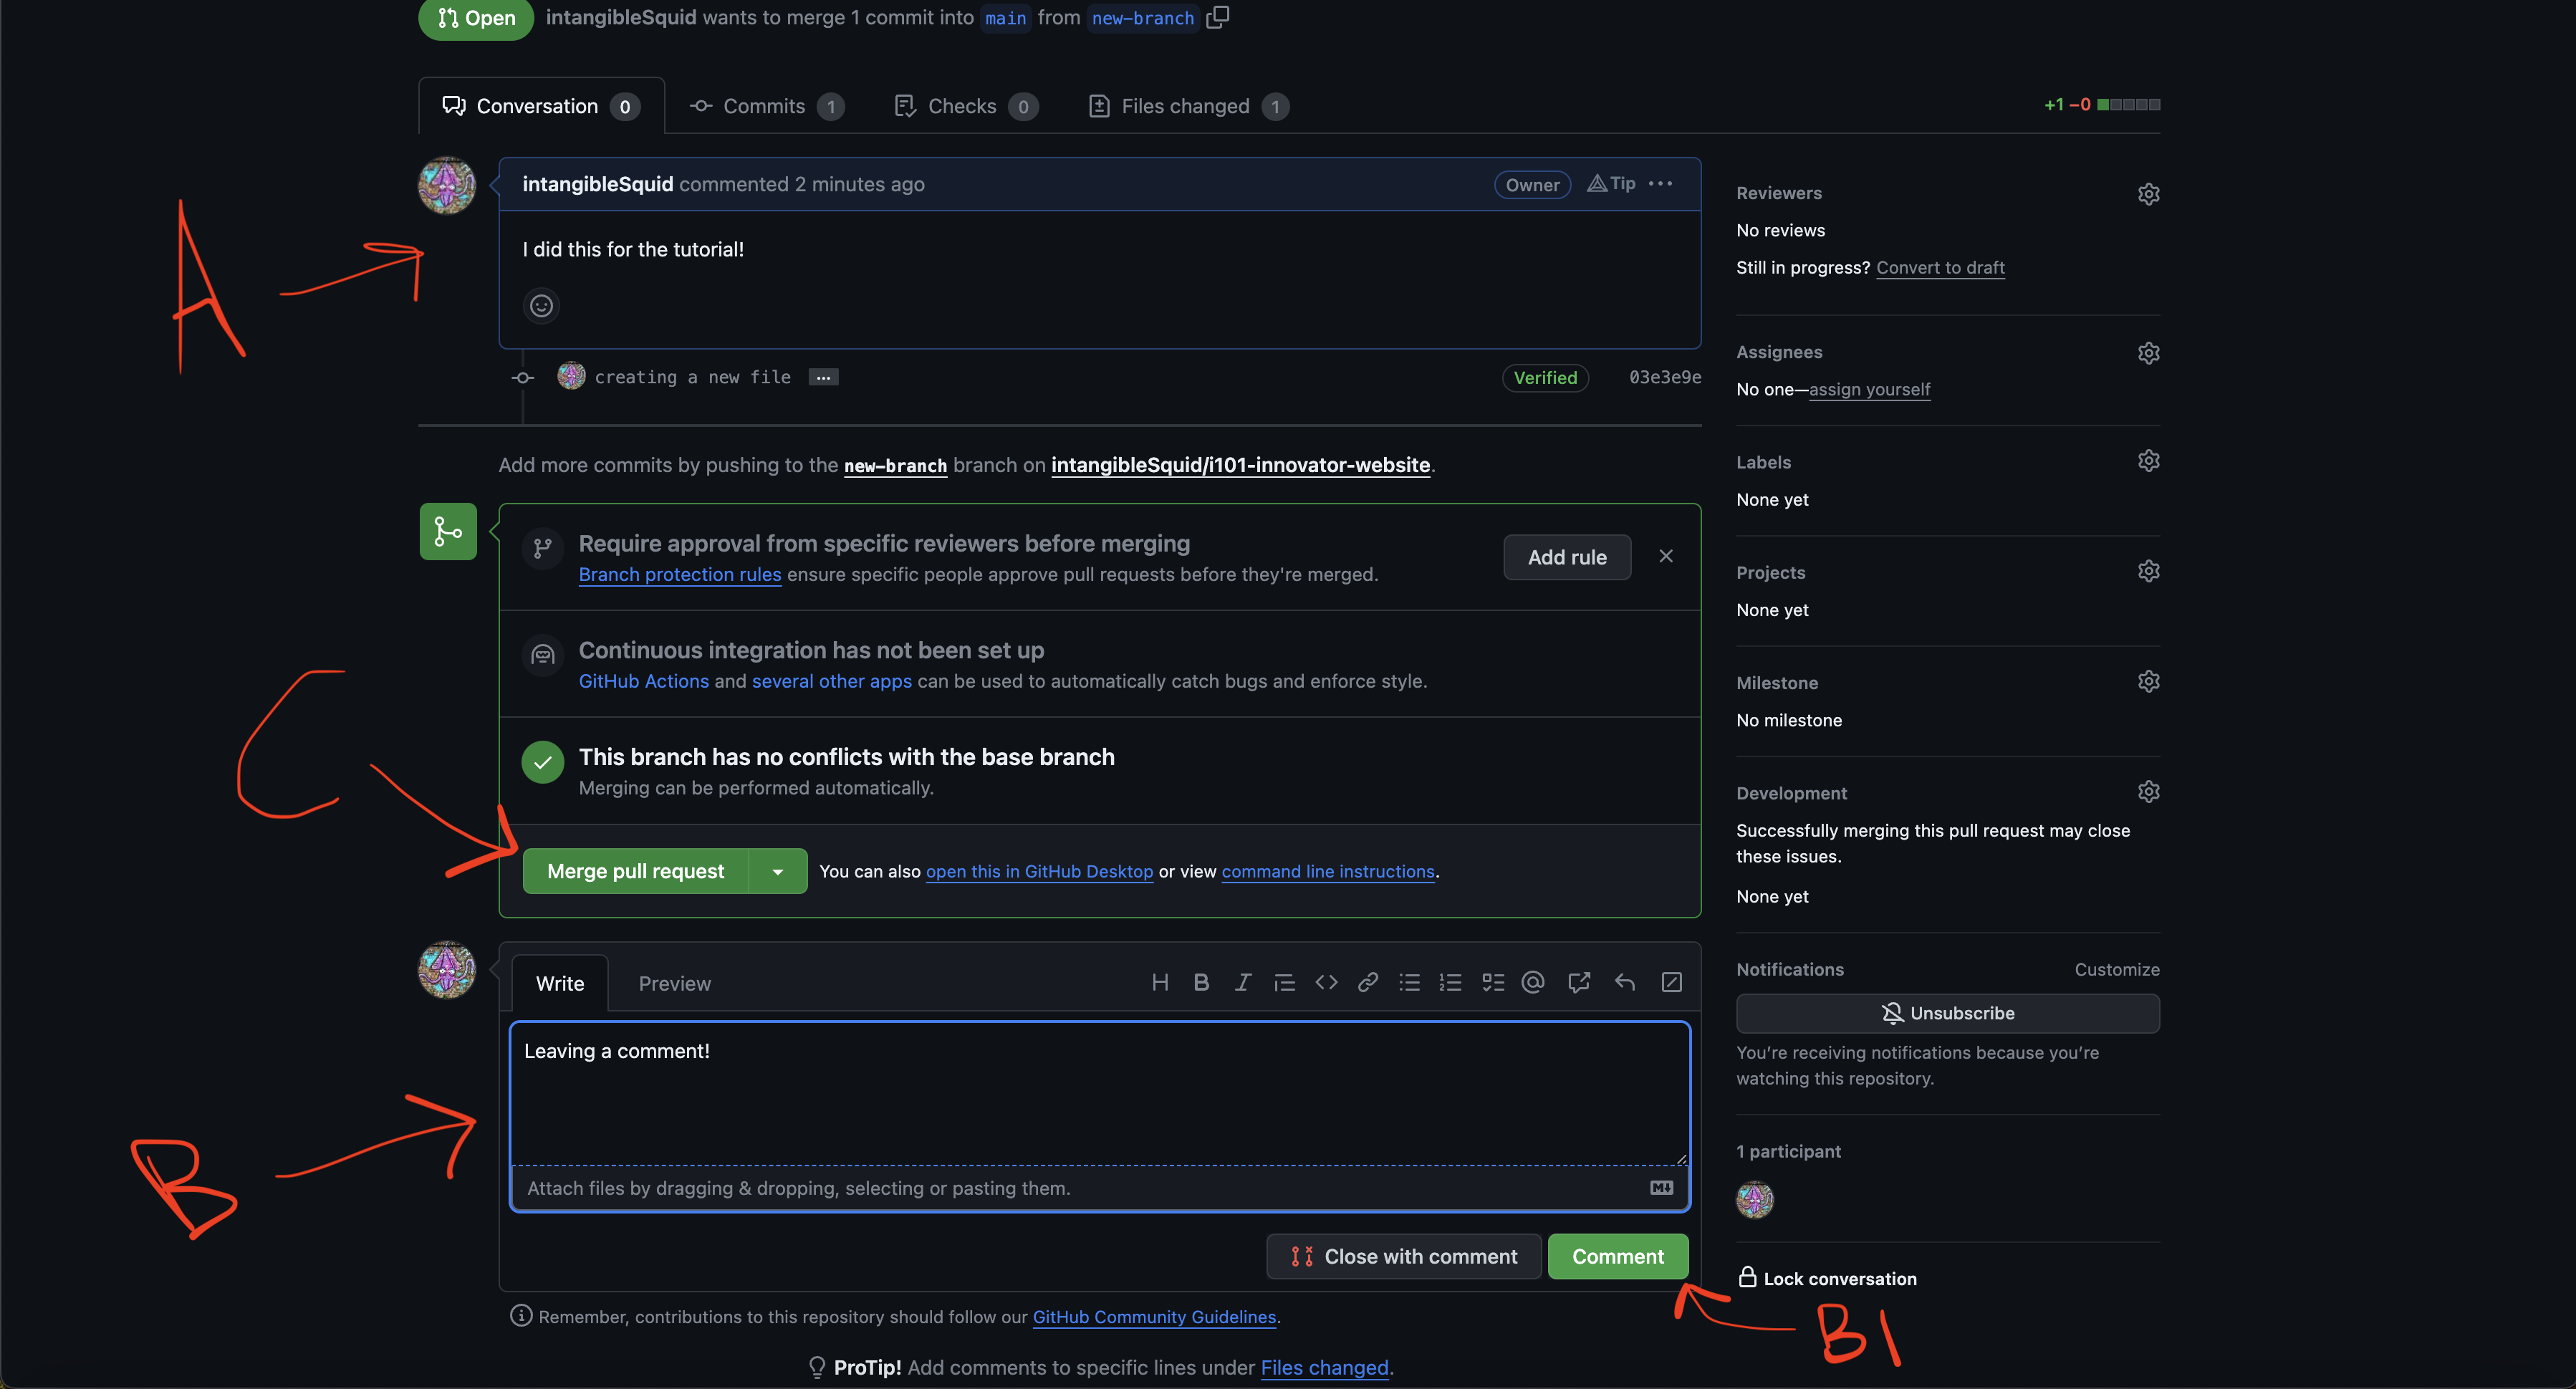 Open intangibleSquid wants to merge 1 commit into main from new-branch
Conversation 0 Commits 1 Checks 0 Files changed 1 +1 −0
intangibleSquid commented 2 minutes ago Owner Tip ...
I did this for the tutorial!
A
creating a new file ... Verified 03e3e9e
Add more commits by pushing to the new-branch branch on intangibleSquid/i101-innovator-website.
Require approval from specific reviewers before merging
Branch protection rules ensure specific people approve pull requests before they're merged.
Add rule
Continuous integration has not been set up
GitHub Actions and several other apps can be used to automatically catch bugs and enforce style.
This branch has no conflicts with the base branch
Merging can be performed automatically.
C
Merge pull request You can also open this in GitHub Desktop or view command line instructions.
Write Preview H B I @
Leaving a comment!
B
Attach files by dragging & dropping, selecting or pasting them. M
Close with comment Comment
B1
Remember, contributions to this repository should follow our GitHub Community Guidelines.
ProTip! Add comments to specific lines under Files changed.
Reviewers
No reviews
Still in progress? Convert to draft
Assignees
No one—assign yourself
Labels
None yet
Projects
None yet
Milestone
No milestone
Development
Successfully merging this pull request may close
these issues.
None yet
Notifications Customize
Unsubscribe
You're receiving notifications because you're
watching this repository.
1 participant
Lock conversation